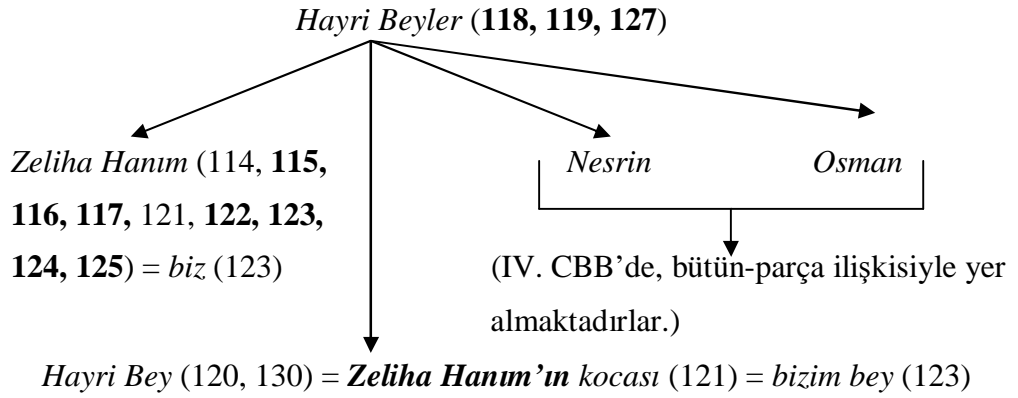 Hayri Beyler (118, 119, 127)
Zeliha Hanım (114, 115,
116, 117, 121, 122, 123,
124, 125) = biz (123)
Nesrin Osman
(IV. CBB’de, bütün-parça ilişkisiyle yer
almaktadırlar.)
Hayri Bey (120, 130) = Zeliha Hanım’ın kocası (121) = bizim bey (123)